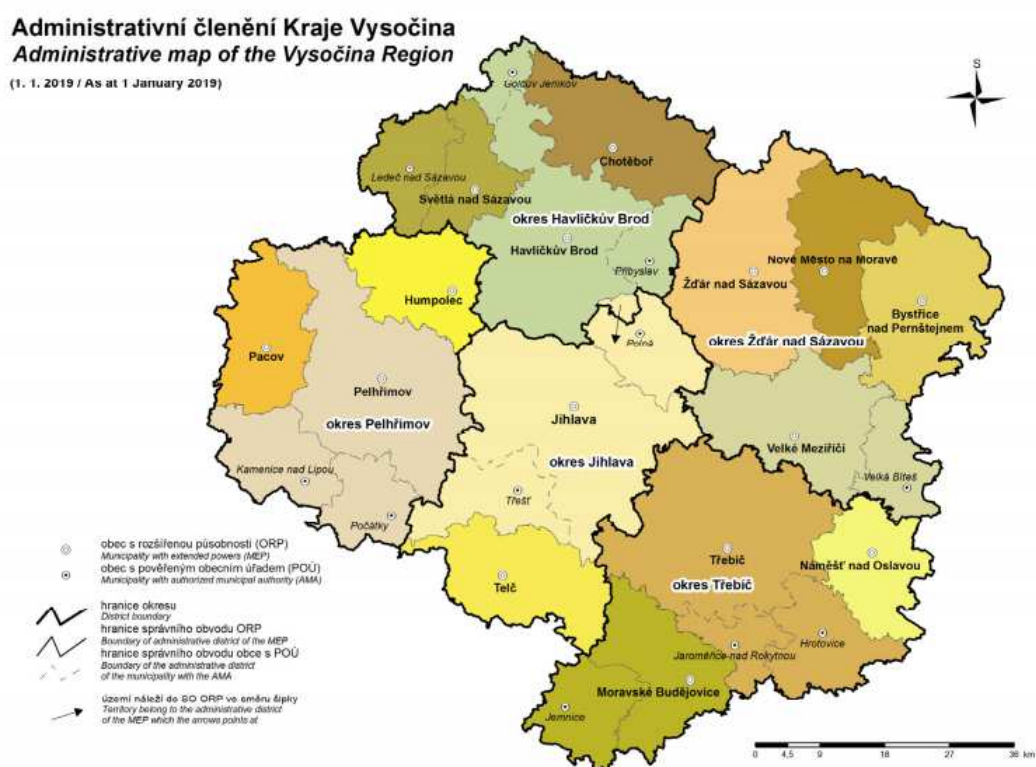 Administrativní členění Kraje Vysočina
Administrative map of the Vysočina Region
(1. 1. 2019 / As at 1 January 2019)
S
Golčův Jeníkov
Chotěboř
Ledeč nad Sázavou
Světlá nad Sázavou
okres Havlíčkův Brod
Havlíčkův Brod
Přibyslav
Nové Město na Moravě
Žďár nad Sázavou
Humpolec
Bystřice
nad Pernštejnem
okres Žďár nad Sázavou
Polná
Pacov
Pelhřimov
okres Pelhřimov
Jihlava
okres Jihlava
Velké Meziříčí
Kamenice nad Lipou
Velká Bíteš
Třešť
Počátky
Třebíč
Náměšť nad Oslavou
okres Třebíč
Telč
Hrotovice
Jaroměřice nad Rokytnou
Moravské Budějovice
Jemnice
obec s rozšířenou působností (ORP)
Municipality with extended powers (MEP)
obec s pověřeným obecním úřadem (POÚ)
Municipality with authorized municipal authority (AMA)
hranice okresu
District boundary
hranice správního obvodu ORP
Boundary of administrative district of the MEP
hranice správního obvodu obce s POÚ
Boundary of the administrative district
of the municipality with the AMA
území náleží do SO ORP ve směru šipky
Territory belong to the administrative district
of the MEP which the arrows points at
0 4,5 9 18 27 36 km